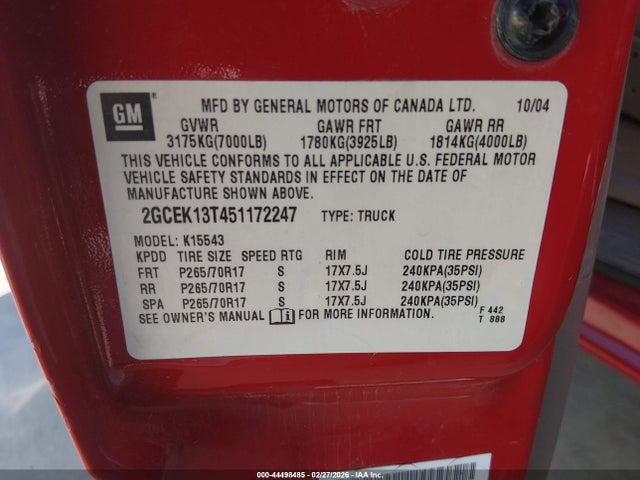 GM ® MFD BY GENERAL MOTORS OF CANADA LTD. 10/04
GVWR GAWR FRT GAWR RR
3175KG(7000LB) 1780KG(3925LB) 1814KG(4000LB)
THIS VEHICLE CONFORMS TO ALL APPLICABLE U.S. FEDERAL MOTOR
VEHICLE SAFETY STANDARDS IN EFFECT ON THE DATE OF
MANUFACTURE SHOWN ABOVE.
2GCEK13T451172247 TYPE: TRUCK
MODEL: K15543
KPDD TIRE SIZE SPEED RTG RIM COLD TIRE PRESSURE
FRT P265/70R17 S 17X7.5J 240KPA(35PSI)
RR P265/70R17 S 17X7.5J 240KPA(35PSI)
SPA P265/70R17 S 17X7.5J 240KPA(35PSI)
SEE OWNER'S MANUAL i FOR MORE INFORMATION.
F 442
T 888
000-44498485 - 02/27/2026 - Copyright IAA, LLC